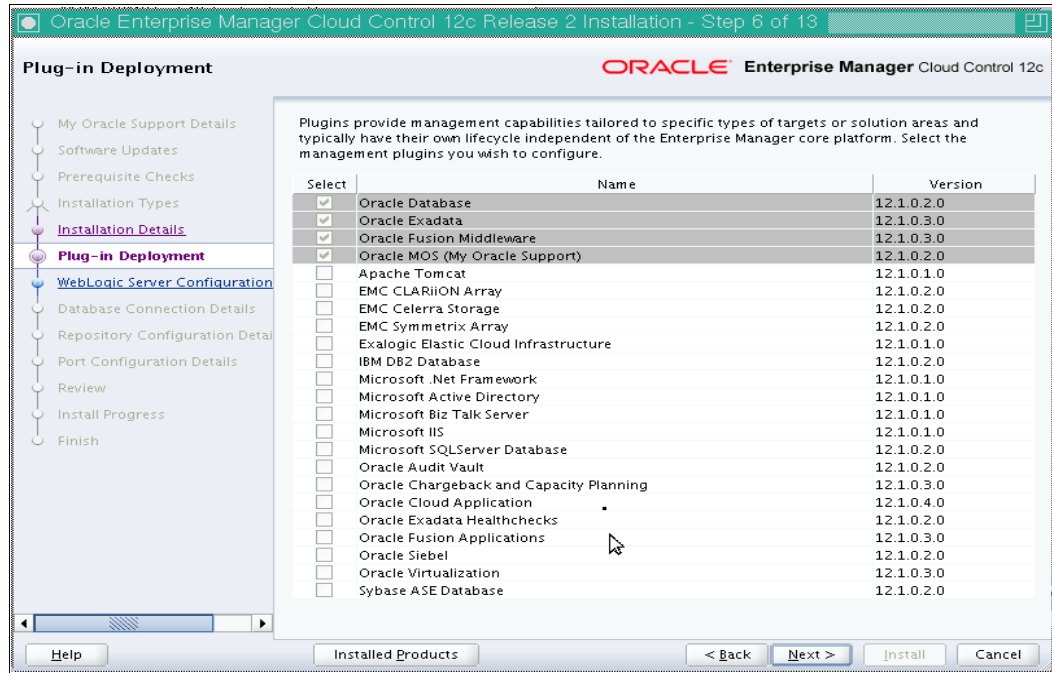 Oracle Enterprise Manager Cloud Control 12c Release 2 Installation - Step 6 of 13
Plug-in Deployment
ORACLE Enterprise Manager Cloud Control 12c
My Oracle Support Details
Software Updates
Prerequisite Checks
Installation Types
Installation Details
Plug-in Deployment
WebLogic Server Configuration
Database Connection Details
Repository Configuration Detai
Port Configuration Details
Review
Install Progress
Finish
Plugins provide management capabilities tailored to specific types of targets or solution areas and
typically have their own lifecycle independent of the Enterprise Manager core platform. Select the
management plugins you wish to configure.
Select Name Version
Oracle Database 12.1.0.2.0
Oracle Exadata 12.1.0.3.0
Oracle Fusion Middleware 12.1.0.3.0
Oracle MOS (My Oracle Support) 12.1.0.2.0
Apache Tomcat 12.1.0.1.0
EMC CLARiiON Array 12.1.0.2.0
EMC Celerra Storage 12.1.0.2.0
EMC Symmetrix Array 12.1.0.2.0
Exalogic Elastic Cloud Infrastructure 12.1.0.1.0
IBM DB2 Database 12.1.0.2.0
Microsoft .Net Framework 12.1.0.1.0
Microsoft Active Directory 12.1.0.1.0
Microsoft Biz Talk Server 12.1.0.1.0
Microsoft IIS 12.1.0.1.0
Microsoft SQLServer Database 12.1.0.2.0
Oracle Audit Vault 12.1.0.2.0
Oracle Chargeback and Capacity Planning 12.1.0.3.0
Oracle Cloud Application 12.1.0.4.0
Oracle Exadata Healthchecks 12.1.0.2.0
Oracle Fusion Applications 12.1.0.3.0
Oracle Siebel 12.1.0.2.0
Oracle Virtualization 12.1.0.3.0
Sybase ASE Database 12.1.0.2.0
Help Installed Products < Back Next > Install Cancel